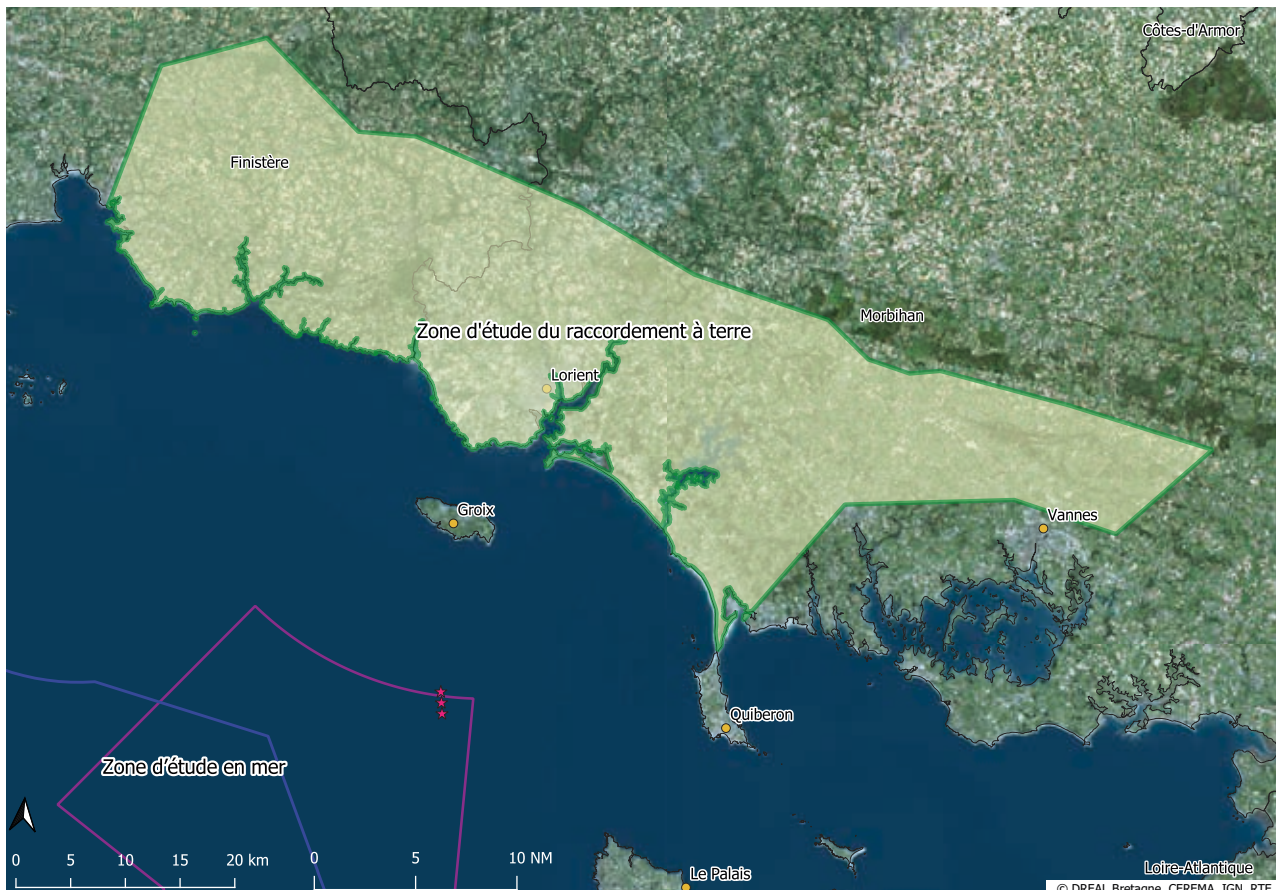 Côtes-d'Armor
Finistère
Morbihan
Zone d'étude du raccordement à terre
Lorient
Groix
Vannes
Quiberon
Zone d'étude en mer
0 5 10 15 20 km
0 5 10 NM
Le Palais
Loire-Atlantique
© DREAL Bretagne, CEREMA, IGN, RTE